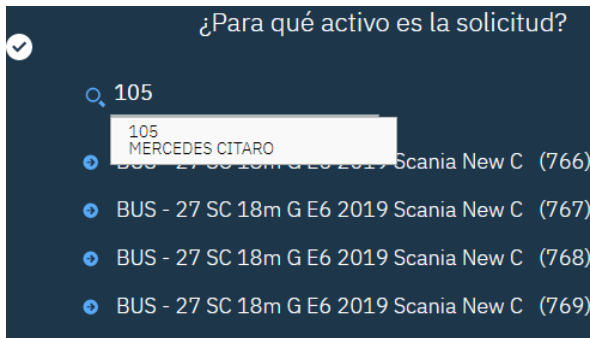 ¿Para qué activo es la solicitud?
105
105
MERCEDES CITARO
Scania New C (766)
BUS - 27 SC 18m G E6 2019 Scania New C (767)
BUS - 27 SC 18m G E6 2019 Scania New C (768)
BUS - 27 SC 18m G E6 2019 Scania New C (769)